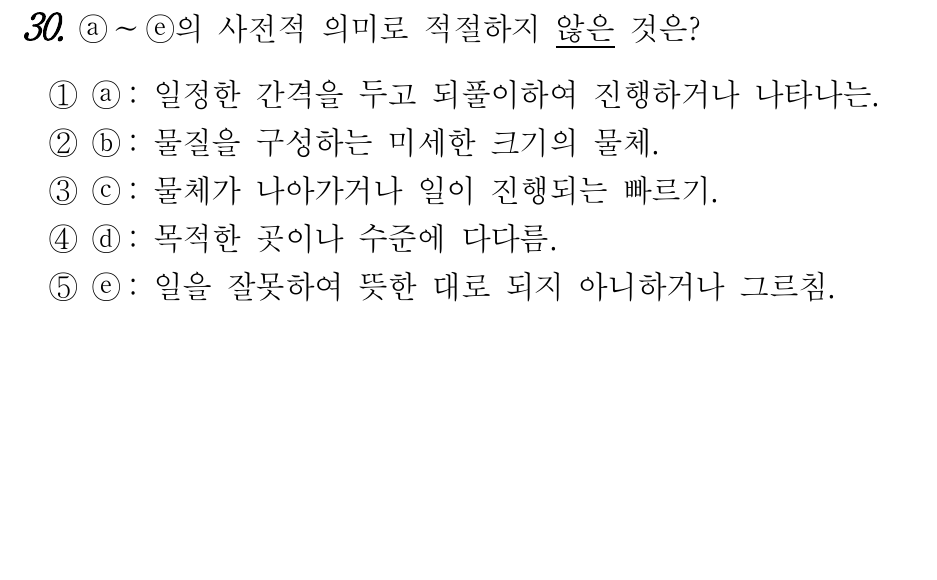 30. ⓐ~ⓔ의 사전적 의미로 적절하지 않은 것은?
① ⓐ: 일정한 간격을 두고 되풀이하여 진행하거나 나타나는.
② ⓑ: 물질을 구성하는 미세한 크기의 물체.
③ ⓒ: 물체가 나아가거나 일이 진행되는 빠르기.
④ ⓓ: 목적한 곳이나 수준에 다다름.
⑤ ⓔ: 일을 잘못하여 뜻한 대로 되지 아니하거나 그르침.